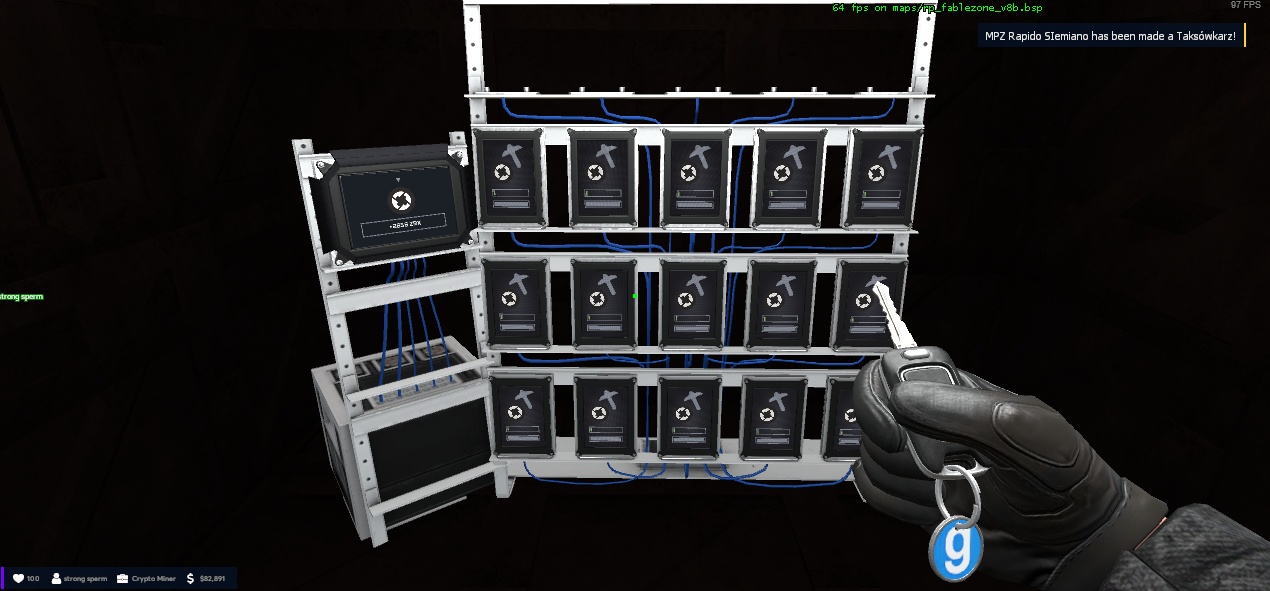 64 fps on maps/rp_fablezone_v8b.bsp
97 FPS
MPZ Rapido SIemiano has been made a Taksówkarz!
strong sperm
g
100
strong sperm
Crypto Miner
$82,891